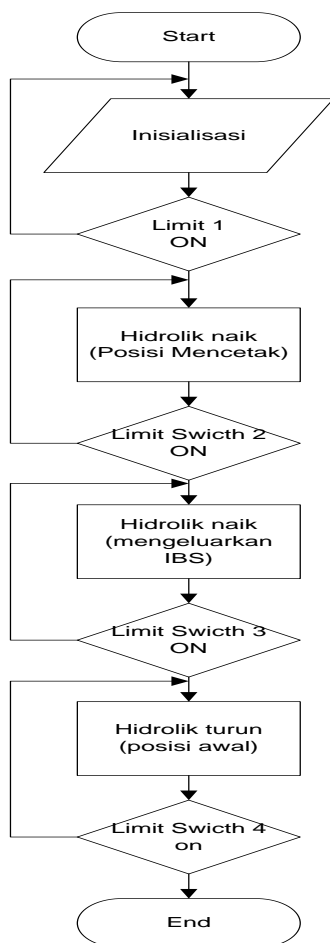 Start
Inisialisasi
Limit 1
ON
Hidrolik naik
(Posisi Mencetak)
Limit Swicth 2
ON
Hidrolik naik
(mengeluarkan
IBS)
Limit Swicth 3
ON
Hidrolik turun
(posisi awal)
Limit Swicth 4
on
End